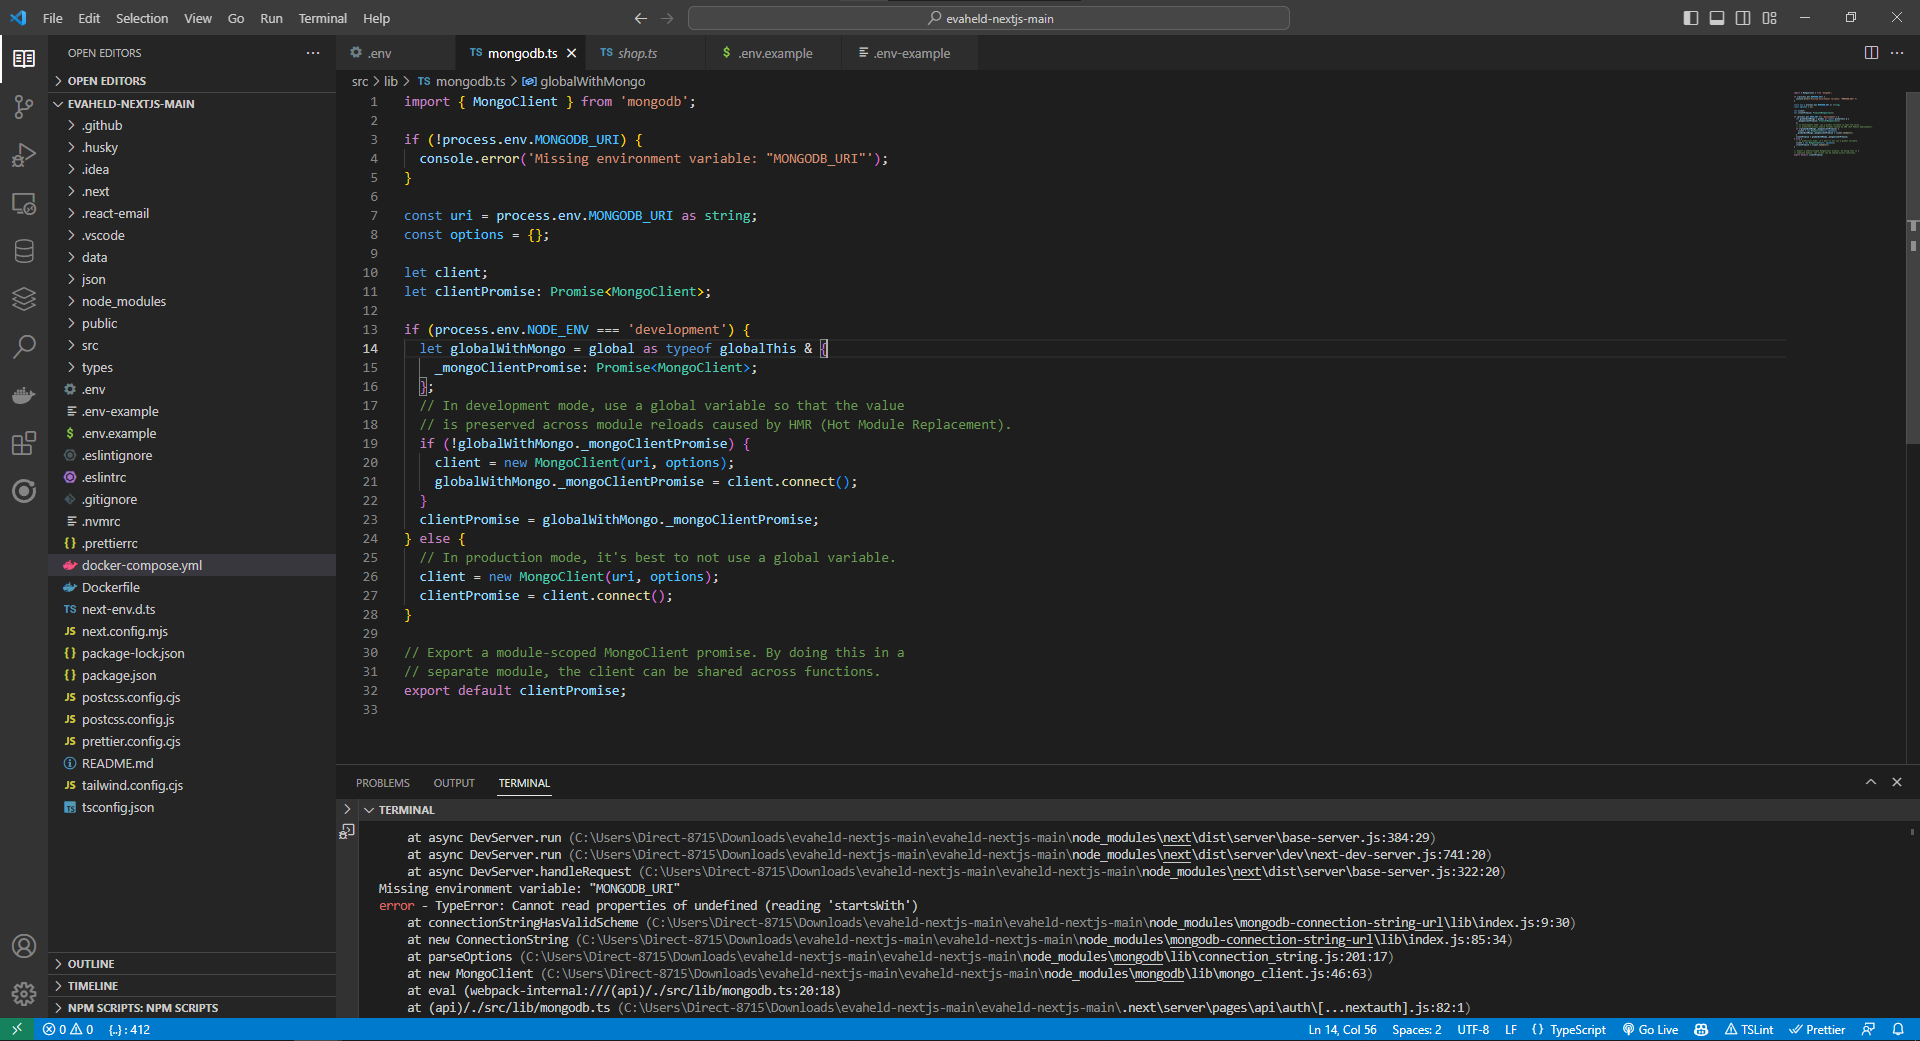 File Edit Selection View Go Run Terminal Help
evaheld-nextjs-main
OPEN EDITORS
OPEN EDITORS
EVAHELD-NEXTJS-MAIN
.github
.husky
.idea
.next
.react-email
.vscode
data
json
node_modules
public
src
types
.env
.env-example
.env.example
.eslintignore
.eslintrc
.gitignore
.nvmrc
.prettierrc
docker-compose.yml
Dockerfile
TS next-env.d.ts
JS next.config.mjs
package-lock.json
package.json
JS postcss.config.cjs
JS postcss.config.js
JS prettier.config.cjs
README.md
JS tailwind.config.cjs
TS tsconfig.json
OUTLINE
TIMELINE
NPM SCRIPTS: NPM SCRIPTS
.env TS mongodb.ts TS shop.ts $ .env.example .env-example
src > lib > TS mongodb.ts > globalWithMongo
1 import { MongoClient } from 'mongodb';
2
3 if (!process.env.MONGODB_URI) {
4 console.error('Missing environment variable: "MONGODB_URI"');
5 }
6
7 const uri = process.env.MONGODB_URI as string;
8 const options = {};
9
10 let client;
11 let clientPromise: Promise<MongoClient>;
12
13 if (process.env.NODE_ENV === 'development') {
14 let globalWithMongo = global as typeof globalThis & {
15 _mongoClientPromise: Promise<MongoClient>;
16 };
17 // In development mode, use a global variable so that the value
18 // is preserved across module reloads caused by HMR (Hot Module Replacement).
19 if (!globalWithMongo._mongoClientPromise) {
20 client = new MongoClient(uri, options);
21 globalWithMongo._mongoClientPromise = client.connect();
22 }
23 clientPromise = globalWithMongo._mongoClientPromise;
24 } else {
25 // In production mode, it's best to not use a global variable.
26 client = new MongoClient(uri, options);
27 clientPromise = client.connect();
28 }
29
30 // Export a module-scoped MongoClient promise. By doing this in a
31 // separate module, the client can be shared across functions.
32 export default clientPromise;
33
PROBLEMS OUTPUT TERMINAL
TERMINAL
at async DevServer.run (C:\Users\Direct-8715\Downloads\evaheld-nextjs-main\evaheld-nextjs-main\node_modules\next\dist\server\base-server.js:384:29)
at async DevServer.run (C:\Users\Direct-8715\Downloads\evaheld-nextjs-main\evaheld-nextjs-main\node_modules\next\dist\server\dev\next-dev-server.js:741:20)
at async DevServer.handleRequest (C:\Users\Direct-8715\Downloads\evaheld-nextjs-main\evaheld-nextjs-main\node_modules\next\dist\server\base-server.js:322:20)
Missing environment variable: "MONGODB_URI"
error - TypeError: Cannot read properties of undefined (reading 'startsWith')
at connectionStringHasValidScheme (C:\Users\Direct-8715\Downloads\evaheld-nextjs-main\evaheld-nextjs-main\node_modules\mongodb-connection-string-url\lib\index.js:9:30)
at new ConnectionString (C:\Users\Direct-8715\Downloads\evaheld-nextjs-main\evaheld-nextjs-main\node_modules\mongodb-connection-string-url\lib\index.js:85:34)
at parseOptions (C:\Users\Direct-8715\Downloads\evaheld-nextjs-main\evaheld-nextjs-main\node_modules\mongodb\lib\connection_string.js:201:17)
at new MongoClient (C:\Users\Direct-8715\Downloads\evaheld-nextjs-main\evaheld-nextjs-main\node_modules\mongodb\lib\mongo_client.js:46:63)
at eval (webpack-internal:///(api)/./src/lib/mongodb.ts:20:18)
at (api)/./src/lib/mongodb.ts (C:\Users\Direct-8715\Downloads\evaheld-nextjs-main\evaheld-nextjs-main\.next\server\pages\api\auth\[...nextauth].js:82:1)
0 0 {..} : 412 Ln 14, Col 56 Spaces: 2 UTF-8 LF {} TypeScript Go Live TSLint Prettier